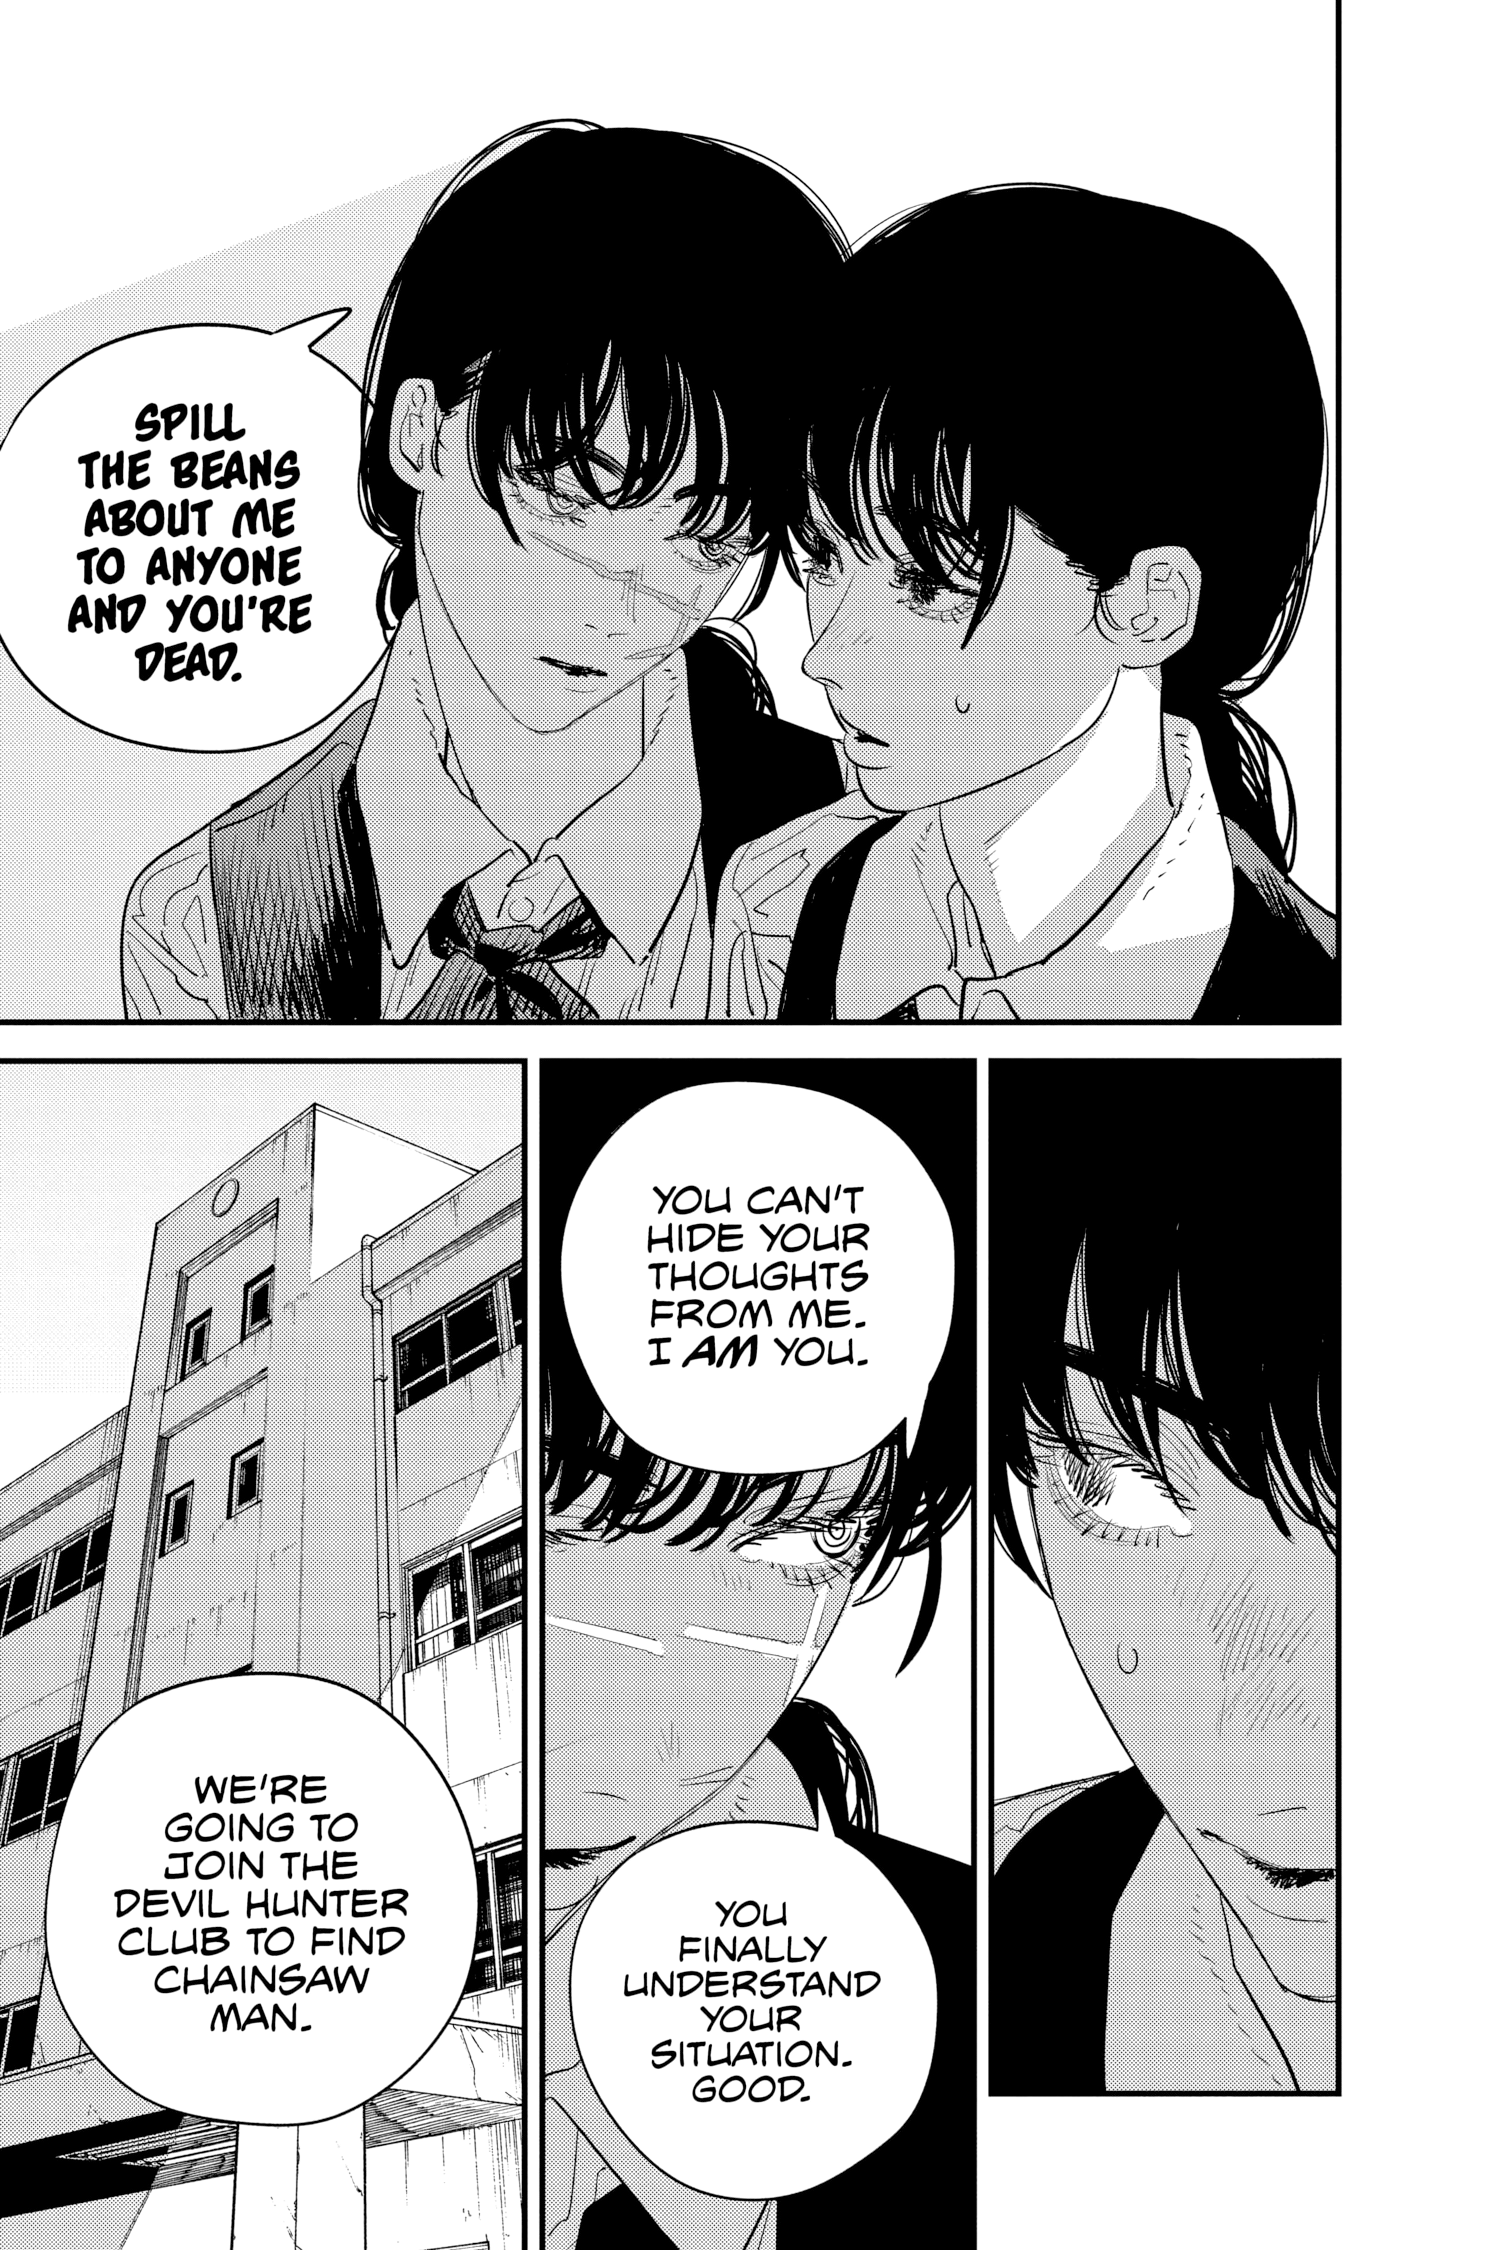 SPILL
THE BEANS
ABOUT ME
TO ANYONE
AND YOU'RE
DEAD.
YOU CAN'T
HIDE YOUR
THOUGHTS
FROM ME.
I AM YOU.
YOU
FINALLY
UNDERSTAND
YOUR
SITUATION.
GOOD.
WE'RE
GOING TO
JOIN THE
DEVIL HUNTER
CLUB TO FIND
CHAINSAW
MAN.